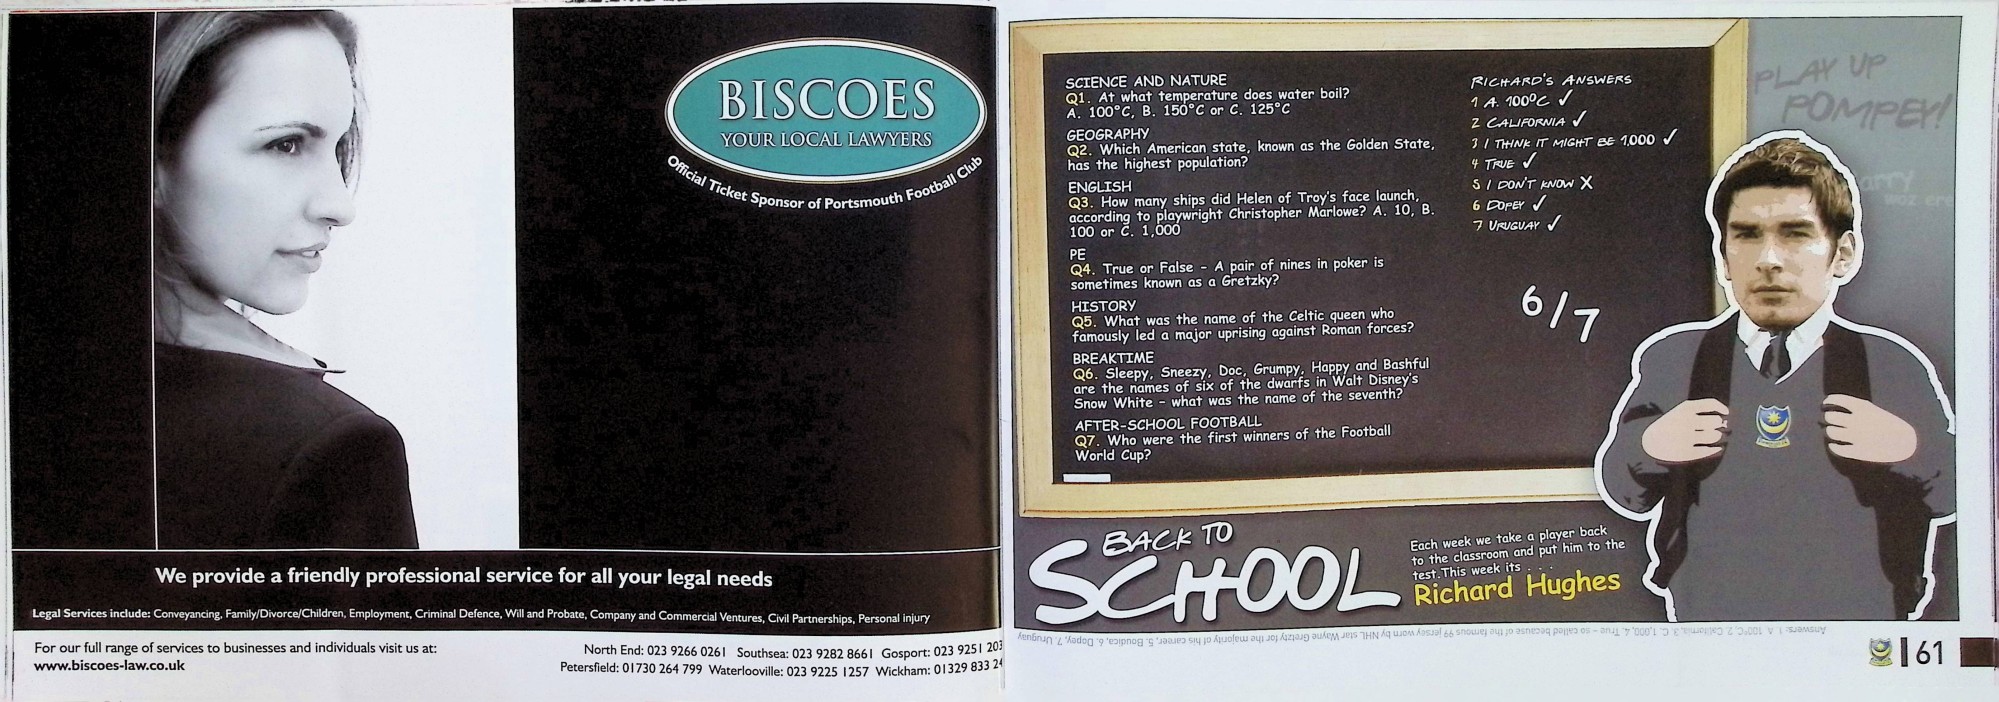 BISCOES
YOUR LOCAL LAWYERS
Official Ticket Sponsor of Portsmouth Football Club
We provide a friendly professional service for all your legal needs
Legal Services include: Conveyancing, Family/Divorce/Children, Employment, Criminal Defence, Will and Probate, Company and Commercial Ventures, Civil Partnerships, Personal injury
For our full range of services to businesses and individuals visit us at:
www.biscoes-law.co.uk
North End: 023 9266 0261 Southsea: 023 9282 8661 Gosport: 023 9251 203
Petersfield: 01730 264 799 Waterlooville: 023 9225 1257 Wickham: 01329 833 24
SCIENCE AND NATURE
Q1. At what temperature does water boil?
A. 100°C, B. 150°C or C. 125°C
GEOGRAPHY
Q2. Which American state, known as the Golden State,
has the highest population?
ENGLISH
Q3. How many ships did Helen of Troy's face launch,
according to playwright Christopher Marlowe? A. 10, B.
100 or C. 1,000
PE
Q4. True or False - A pair of nines in poker is
sometimes known as a Gretzky?
HISTORY
Q5. What was the name of the Celtic queen who
famously led a major uprising against Roman forces?
BREAKTIME
Q6. Sleepy, Sneezy, Doc, Grumpy, Happy and Bashful
are the names of six of the dwarfs in Walt Disney's
Snow White - what was the name of the seventh?
AFTER-SCHOOL FOOTBALL
Q7. Who were the first winners of the Football
World Cup?
RICHARD'S ANSWERS
1 A. 100°C ✓
2 CALIFORNIA ✓
3 I THINK IT MIGHT BE 1,000 ✓
4 TRUE ✓
5 I DON'T KNOW X
6 DOPEY ✓
7 URUGUAY ✓
6/7
PLAY UP
POMPEY!
woz ere
BACK TO
SCHOOL
Each week we take a player back
to the classroom and put him to the
test.This week its . . .
Richard Hughes
Answers: 1. A. 100°C, 2. California, 3. C. 1,000, 4. True – so called because of the famous 99 jersey worn by NHL star Wayne Gretzky for the majority of his career, 5. Boudica, 6. Dopey, 7. Uruguay
61